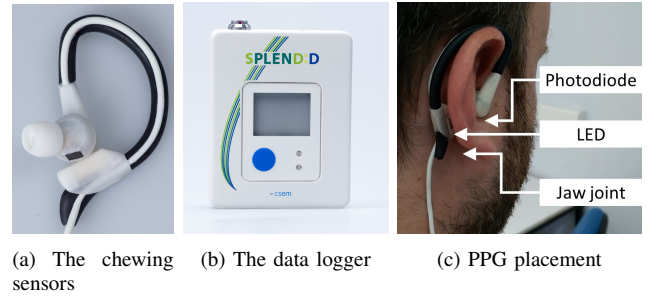 SPLENDID
csem
Photodiode
LED
Jaw joint
(a) The chewing
sensors
(b) The data logger
(c) PPG placement